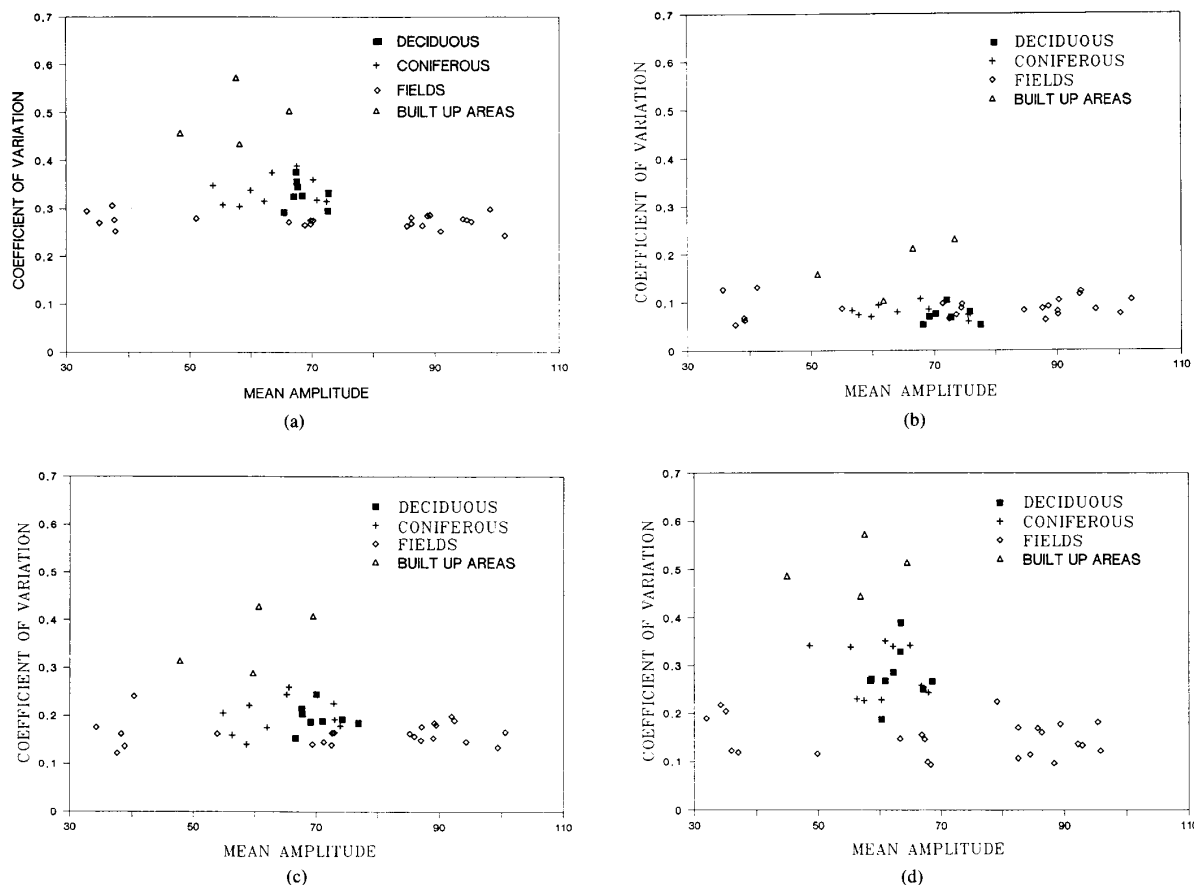 0.7
0.6
0.5
0.4
0.3
0.2
0.1
0
COEFFICIENT OF VARIATION
■ DECIDUOUS
+ CONIFEROUS
◇ FIELDS
△ BUILT UP AREAS
30 50 70 90 110
MEAN AMPLITUDE
(a)
0.7
0.6
0.5
0.4
0.3
0.2
0.1
0
COEFFICIENT OF VARIATION
■ DECIDUOUS
+ CONIFEROUS
◇ FIELDS
△ BUILT UP AREAS
30 50 70 90 110
MEAN AMPLITUDE
(b)
0.7
0.6
0.5
0.4
0.3
0.2
0.1
0
COEFFICIENT OF VARIATION
■ DECIDUOUS
+ CONIFEROUS
◇ FIELDS
△ BUILT UP AREAS
30 50 70 90 110
MEAN AMPLITUDE
(c)
0.7
0.6
0.5
0.4
0.3
0.2
0.1
0
COEFFICIENT OF VARIATION
■ DECIDUOUS
+ CONIFEROUS
◇ FIELDS
△ BUILT UP AREAS
30 50 70 90 110
MEAN AMPLITUDE
(d)